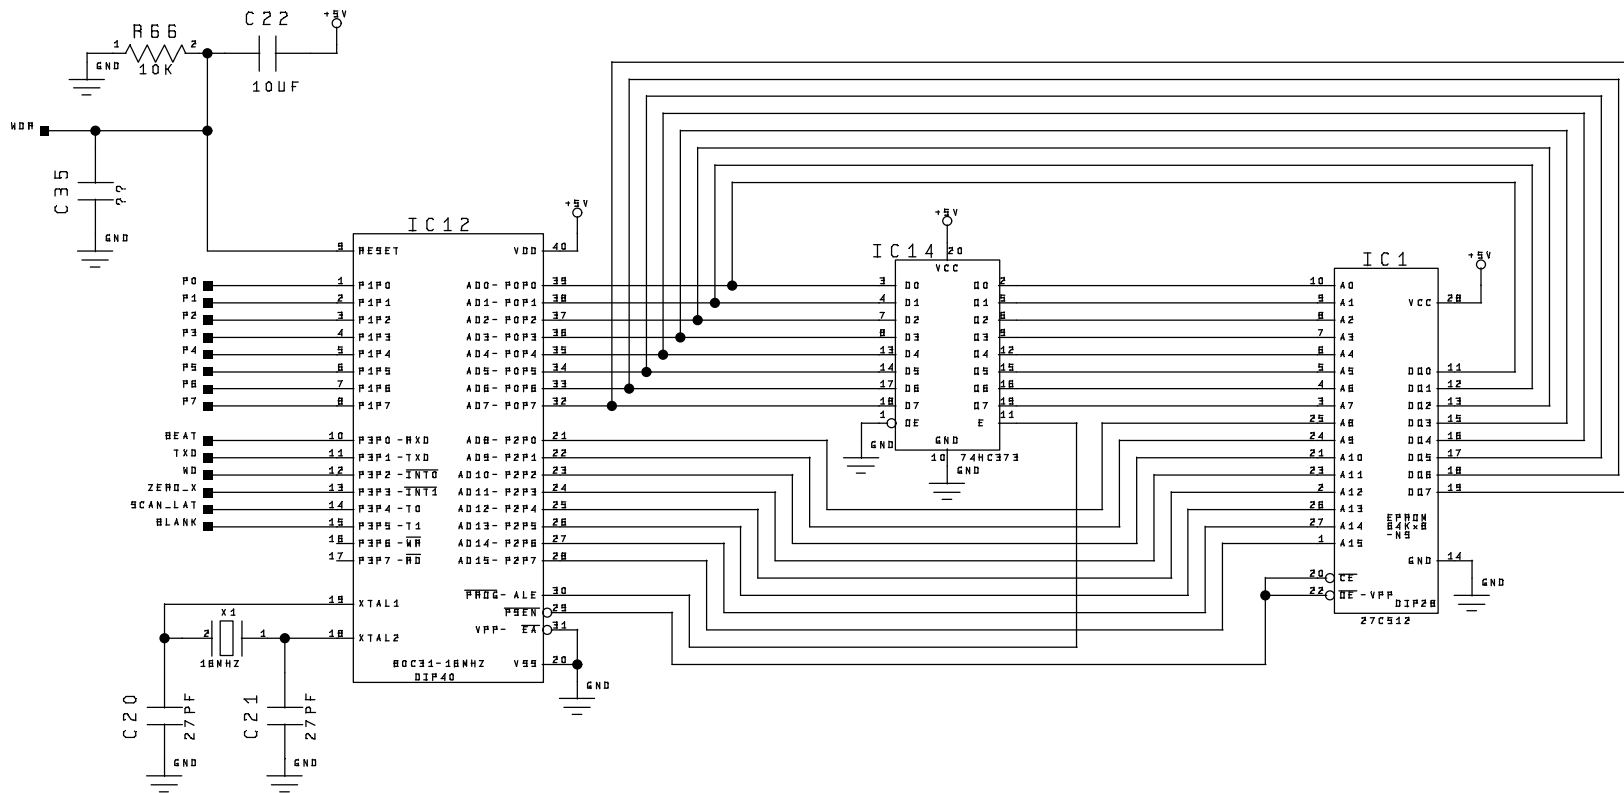 C22
+5V
R66
1
2
GND
10K
10UF
WDR
C35
??
GND
IC12
+5V
9
RESET
VDD
40
P0
1
P1P0
AD0- P0P0
39
P1
2
P1P1
AD1- P0P1
38
P2
3
P1P2
AD2- P0P2
37
P3
4
P1P3
AD3- P0P3
36
P4
5
P1P4
AD4- P0P4
35
P5
6
P1P5
AD5- P0P5
34
P6
7
P1P6
AD6- P0P6
33
P7
8
P1P7
AD7- P0P7
32
BEAT
10
P3P0 -RXD
AD8- P2P0
21
TXD
11
P3P1 -TXD
AD9- P2P1
22
WD
12
P3P2 -INT0
AD10- P2P2
23
ZERO_X
13
P3P3 -INT1
AD11- P2P3
24
SCAN_LAT
14
P3P4 -T0
AD12- P2P4
25
BLANK
15
P3P5 -T1
AD13- P2P5
26
16
P3P6 -WR
AD14- P2P6
27
17
P3P7 -RD
AD15- P2P7
28
PROG- ALE
30
19
XTAL1
PSEN
29
VPP- EA
31
18
XTAL2
80C31-16MHZ
VSS
20
DIP40
GND
X1
2
1
16MHZ
C20
27PF
GND
C21
27PF
GND
+5V
IC14
20
VCC
3
D0
Q0
2
4
D1
Q1
5
7
D2
Q2
6
8
D3
Q3
9
13
D4
Q4
12
14
D5
Q5
15
17
D6
Q6
16
18
D7
Q7
19
1
OE
E
11
GND
GND
10
74HC373
GND
IC1
+5V
10
A0
9
A1
VCC
28
8
A2
7
A3
6
A4
5
A5
DQ0
11
4
A6
DQ1
12
3
A7
DQ2
13
25
A8
DQ3
15
24
A9
DQ4
16
21
A10
DQ5
17
23
A11
DQ6
18
2
A12
DQ7
19
26
A13
27
A14
EPROM
64K×8
-NS
1
A15
GND
14
20
CE
GND
22
OE -VPP
DIP28
27C512